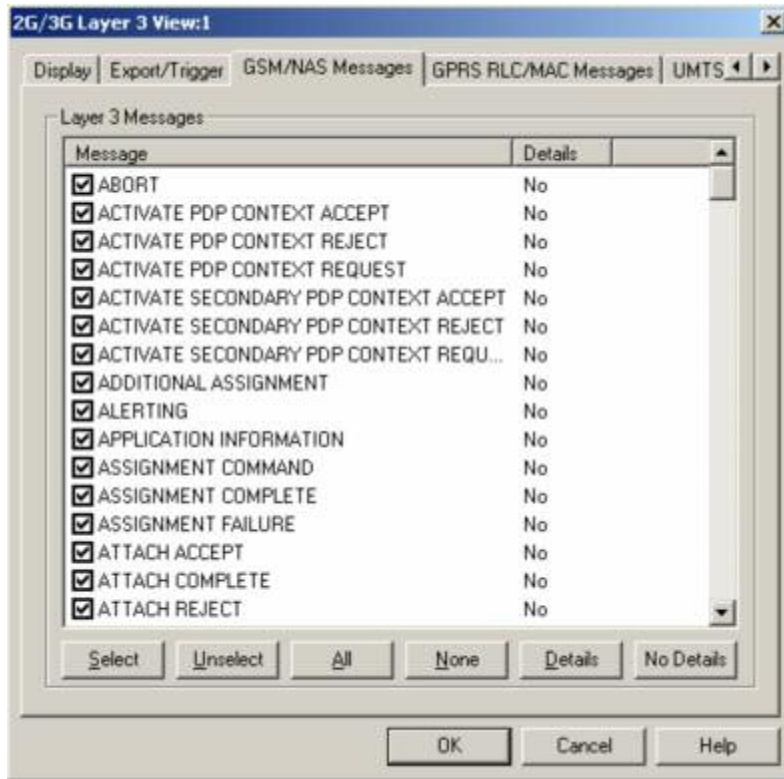 2G/3G Layer 3 View:1
Display Export/Trigger GSM/NAS Messages GPRS RLC/MAC Messages UMTS
Layer 3 Messages
Message Details
ABORT No
ACTIVATE PDP CONTEXT ACCEPT No
ACTIVATE PDP CONTEXT REJECT No
ACTIVATE PDP CONTEXT REQUEST No
ACTIVATE SECONDARY PDP CONTEXT ACCEPT No
ACTIVATE SECONDARY PDP CONTEXT REJECT No
ACTIVATE SECONDARY PDP CONTEXT REQU... No
ADDITIONAL ASSIGNMENT No
ALERTING No
APPLICATION INFORMATION No
ASSIGNMENT COMMAND No
ASSIGNMENT COMPLETE No
ASSIGNMENT FAILURE No
ATTACH ACCEPT No
ATTACH COMPLETE No
ATTACH REJECT No
Select Unselect All None Details No Details
OK Cancel Help